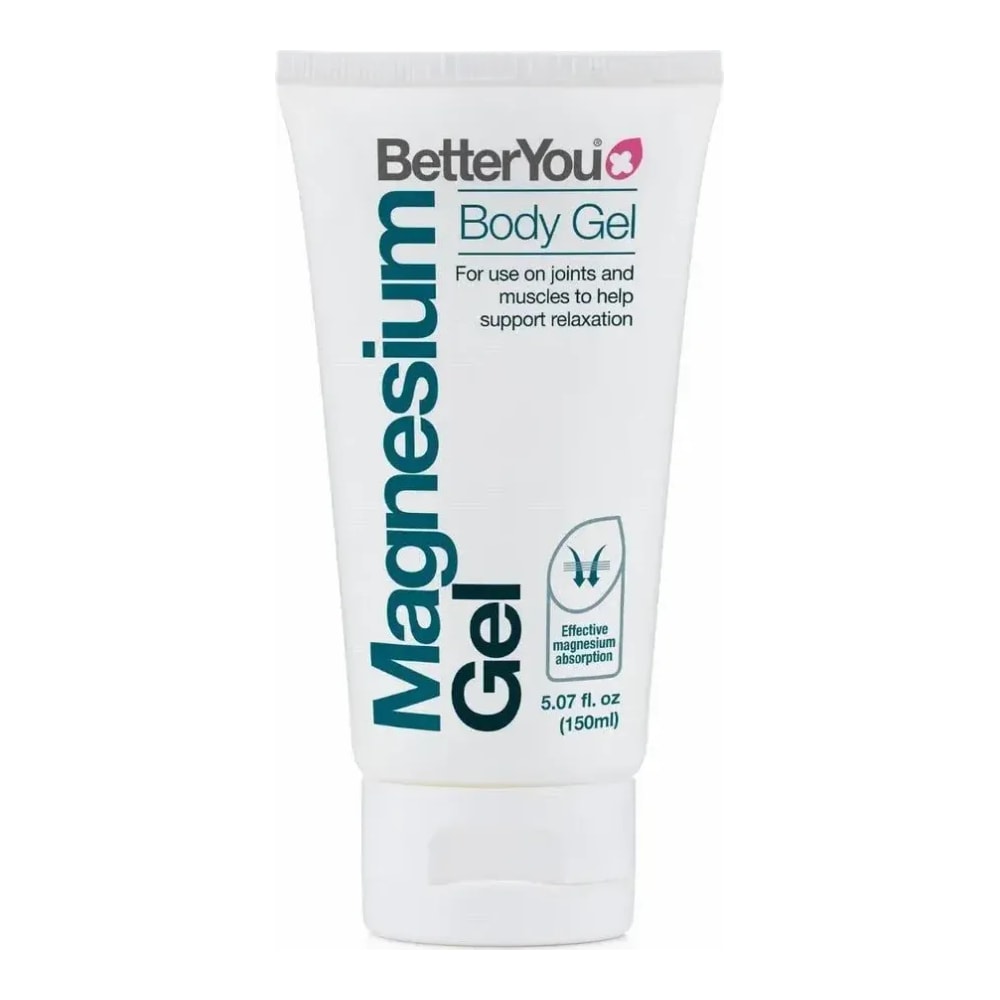 BetterYou®
Body Gel
For use on joints and
muscles to help
support relaxation
Magnesium
Gel
Effective
magnesium
absorption
5.07 fl. oz
(150ml)